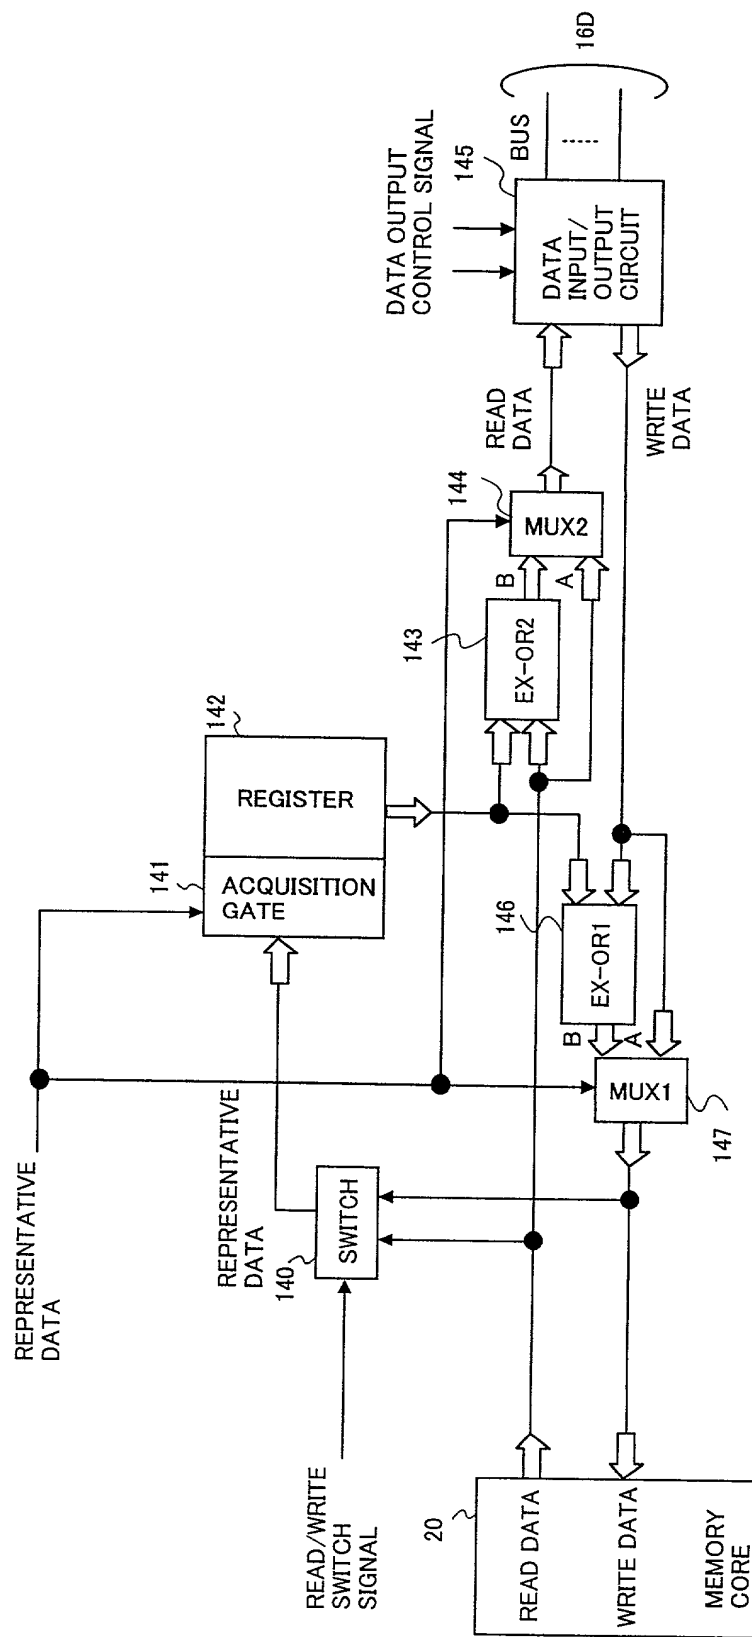 REPRESENTATIVE
DATA
READ/WRITE
SWITCH
SIGNAL
REPRESENTATIVE
DATA
140
SWITCH
141
ACQUISITION
GATE
142
REGISTER
20
READ DATA
WRITE DATA
MEMORY
CORE
147
MUX1
B
A
146
EX-OR1
143
EX-OR2
B
A
144
MUX2
READ
DATA
WRITE
DATA
DATA OUTPUT
CONTROL SIGNAL
145
DATA
INPUT/
OUTPUT
CIRCUIT
BUS
16D